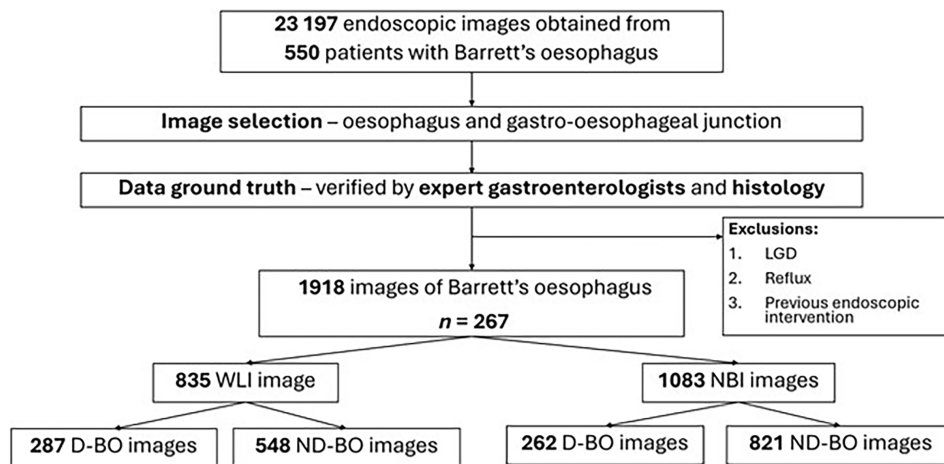 23 197 endoscopic images obtained from
550 patients with Barrett's oesophagus
Image selection – oesophagus and gastro-oesophageal junction
Data ground truth – verified by expert gastroenterologists and histology
Exclusions:
1. LGD
2. Reflux
3. Previous endoscopic
intervention
1918 images of Barrett's oesophagus
n = 267
835 WLI image
1083 NBI images
287 D-BO images
548 ND-BO images
262 D-BO images
821 ND-BO images